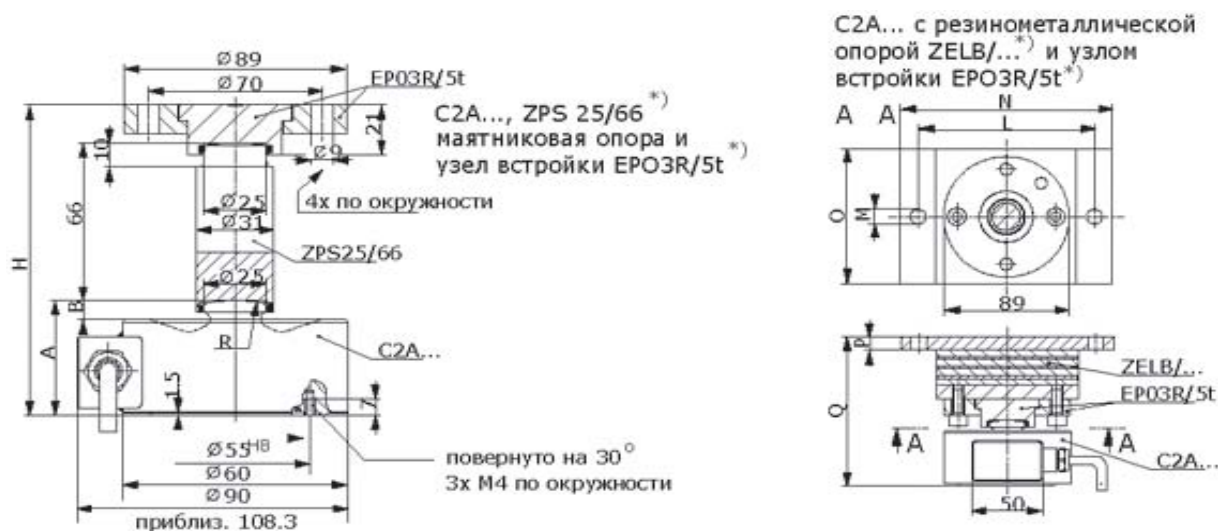 Ø89
Ø70
EP03R/5t
C2A..., ZPS 25/66 *)
маятниковая опора и
узел встройки EPO3R/5t *)
21
10
Ø9
4x по окружности
Ø25
Ø31
66
ZPS25/66
H
Ø25
B
A
R
C2A...
1.5
7
Ø55H8
повернуто на 30°
3x M4 по окружности
Ø60
Ø90
приблиз. 108.3
C2A... с резинометаллической
опорой ZELB/...*) и узлом
встройки EPO3R/5t*)
A A N
L
O
M
89
P
ZELB/...
EP03R/5t
Q
A A
C2A...
50